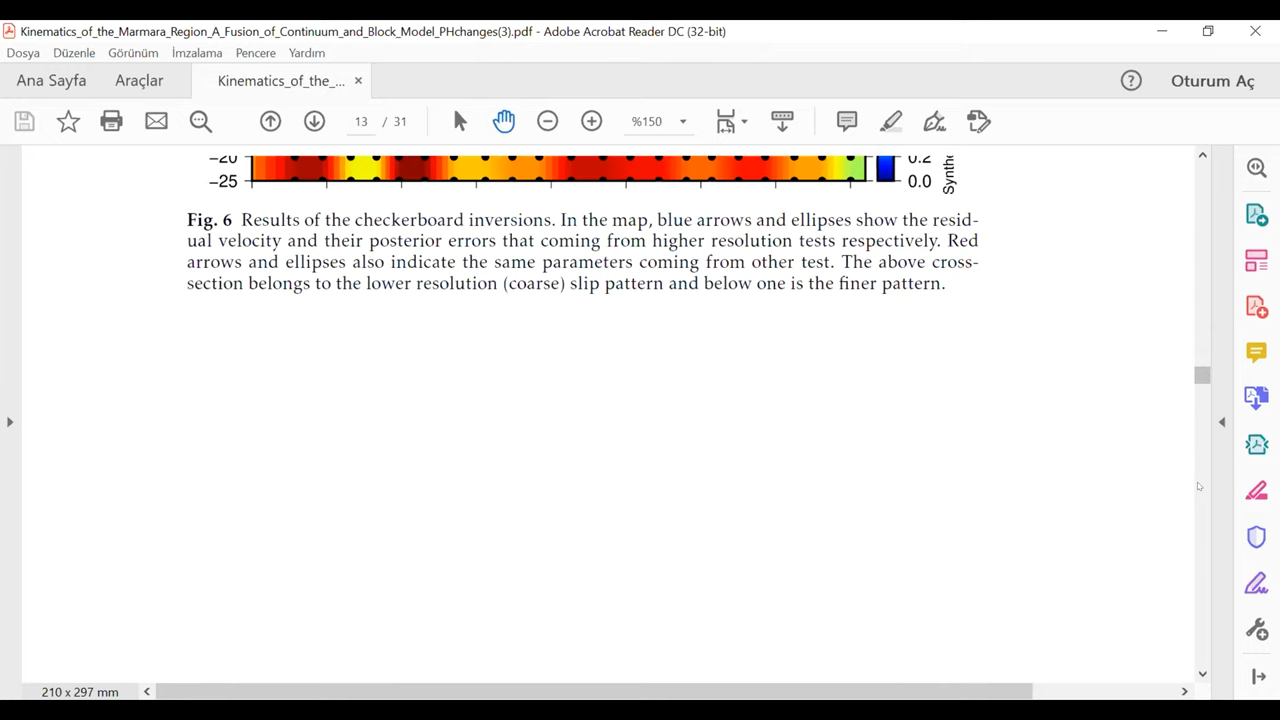 Kinematics_of_the_Marmara_Region_A_Fusion_of_Continuum_and_Block_Model_PHchanges(3).pdf - Adobe Acrobat Reader DC (32-bit)
Dosya Düzenle Görünüm İmzalama Pencere Yardım
Ana Sayfa Araçlar Kinematics_of_the_... ×
Oturum Aç
13 / 31 %150
−20 0.2
−25 0.0 Synth
Fig. 6 Results of the checkerboard inversions. In the map, blue arrows and ellipses show the resid-
ual velocity and their posterior errors that coming from higher resolution tests respectively. Red
arrows and ellipses also indicate the same parameters coming from other test. The above cross-
section belongs to the lower resolution (coarse) slip pattern and below one is the finer pattern.
210 x 297 mm